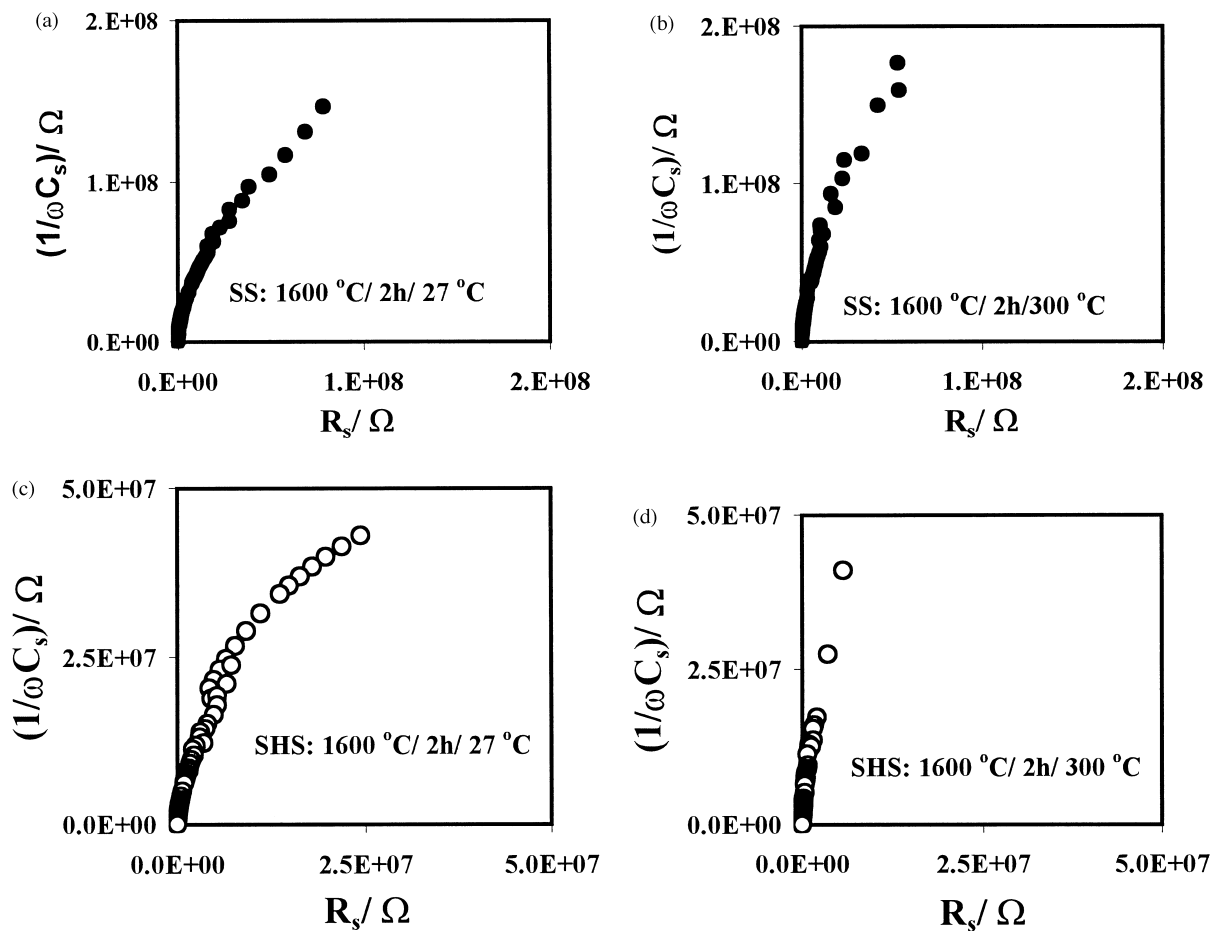 (a)
2.E+08
1.E+08
0.E+00
(1/ωCs)/ Ω
SS: 1600 °C/ 2h/ 27 °C
0.E+00 1.E+08 2.E+08
Rs/ Ω
(b)
2.E+08
1.E+08
0.E+00
(1/ωCs)/ Ω
SS: 1600 °C/ 2h/300 °C
0.E+00 1.E+08 2.E+08
Rs/ Ω
(c)
5.0E+07
2.5E+07
0.0E+00
(1/ωCs)/ Ω
SHS: 1600 °C/ 2h/ 27 °C
0.0E+00 2.5E+07 5.0E+07
Rs/ Ω
(d)
5.0E+07
2.5E+07
0.0E+00
(1/ωCs)/ Ω
SHS: 1600 °C/ 2h/ 300 °C
0.0E+00 2.5E+07 5.0E+07
Rs/ Ω